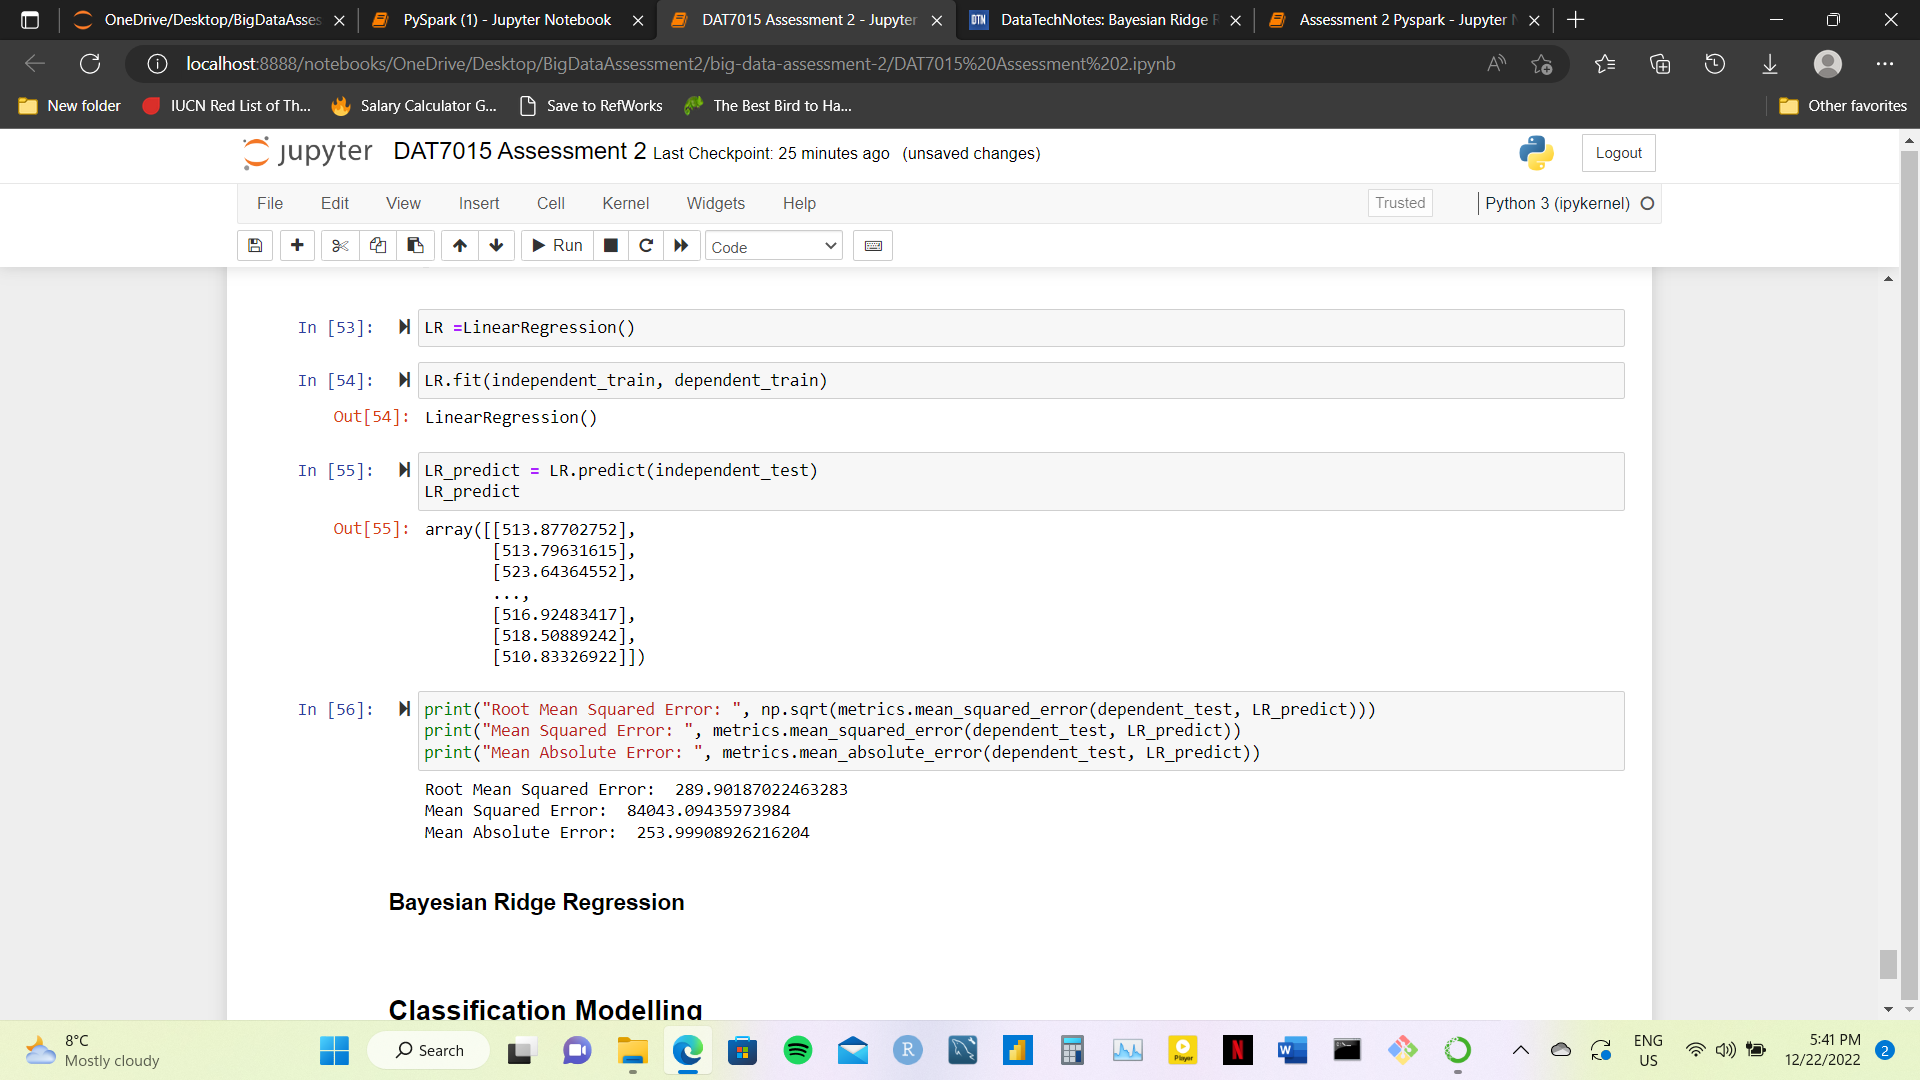 OneDrive/Desktop/BigDataAsses
PySpark (1) - Jupyter Notebook
DAT7015 Assessment 2 - Jupyter
DTN
DataTechNotes: Bayesian Ridge R
Assessment 2 Pyspark - Jupyter N
localhost:8888/notebooks/OneDrive/Desktop/BigDataAssessment2/big-data-assessment-2/DAT7015%20Assessment%202.ipynb
New folder
IUCN Red List of Th...
Salary Calculator G...
Save to RefWorks
The Best Bird to Ha...
Other favorites
jupyter DAT7015 Assessment 2 Last Checkpoint: 25 minutes ago (unsaved changes)
Logout
File Edit View Insert Cell Kernel Widgets Help
Trusted
Python 3 (ipykernel)
Run
Code
In [53]: LR =LinearRegression()
In [54]: LR.fit(independent_train, dependent_train)
Out[54]: LinearRegression()
In [55]: LR_predict = LR.predict(independent_test)
LR_predict
Out[55]: array([[513.87702752],
[513.79631615],
[523.64364552],
...,
[516.92483417],
[518.50889242],
[510.83326922]])
In [56]: print("Root Mean Squared Error: ", np.sqrt(metrics.mean_squared_error(dependent_test, LR_predict)))
print("Mean Squared Error: ", metrics.mean_squared_error(dependent_test, LR_predict))
print("Mean Absolute Error: ", metrics.mean_absolute_error(dependent_test, LR_predict))
Root Mean Squared Error:  289.90187022463283
Mean Squared Error:  84043.09435973984
Mean Absolute Error:  253.99908926216204
Bayesian Ridge Regression
Classification Modelling
8°C
Mostly cloudy
Search
R
Player
N
W
ENG
US
5:41 PM
12/22/2022
2